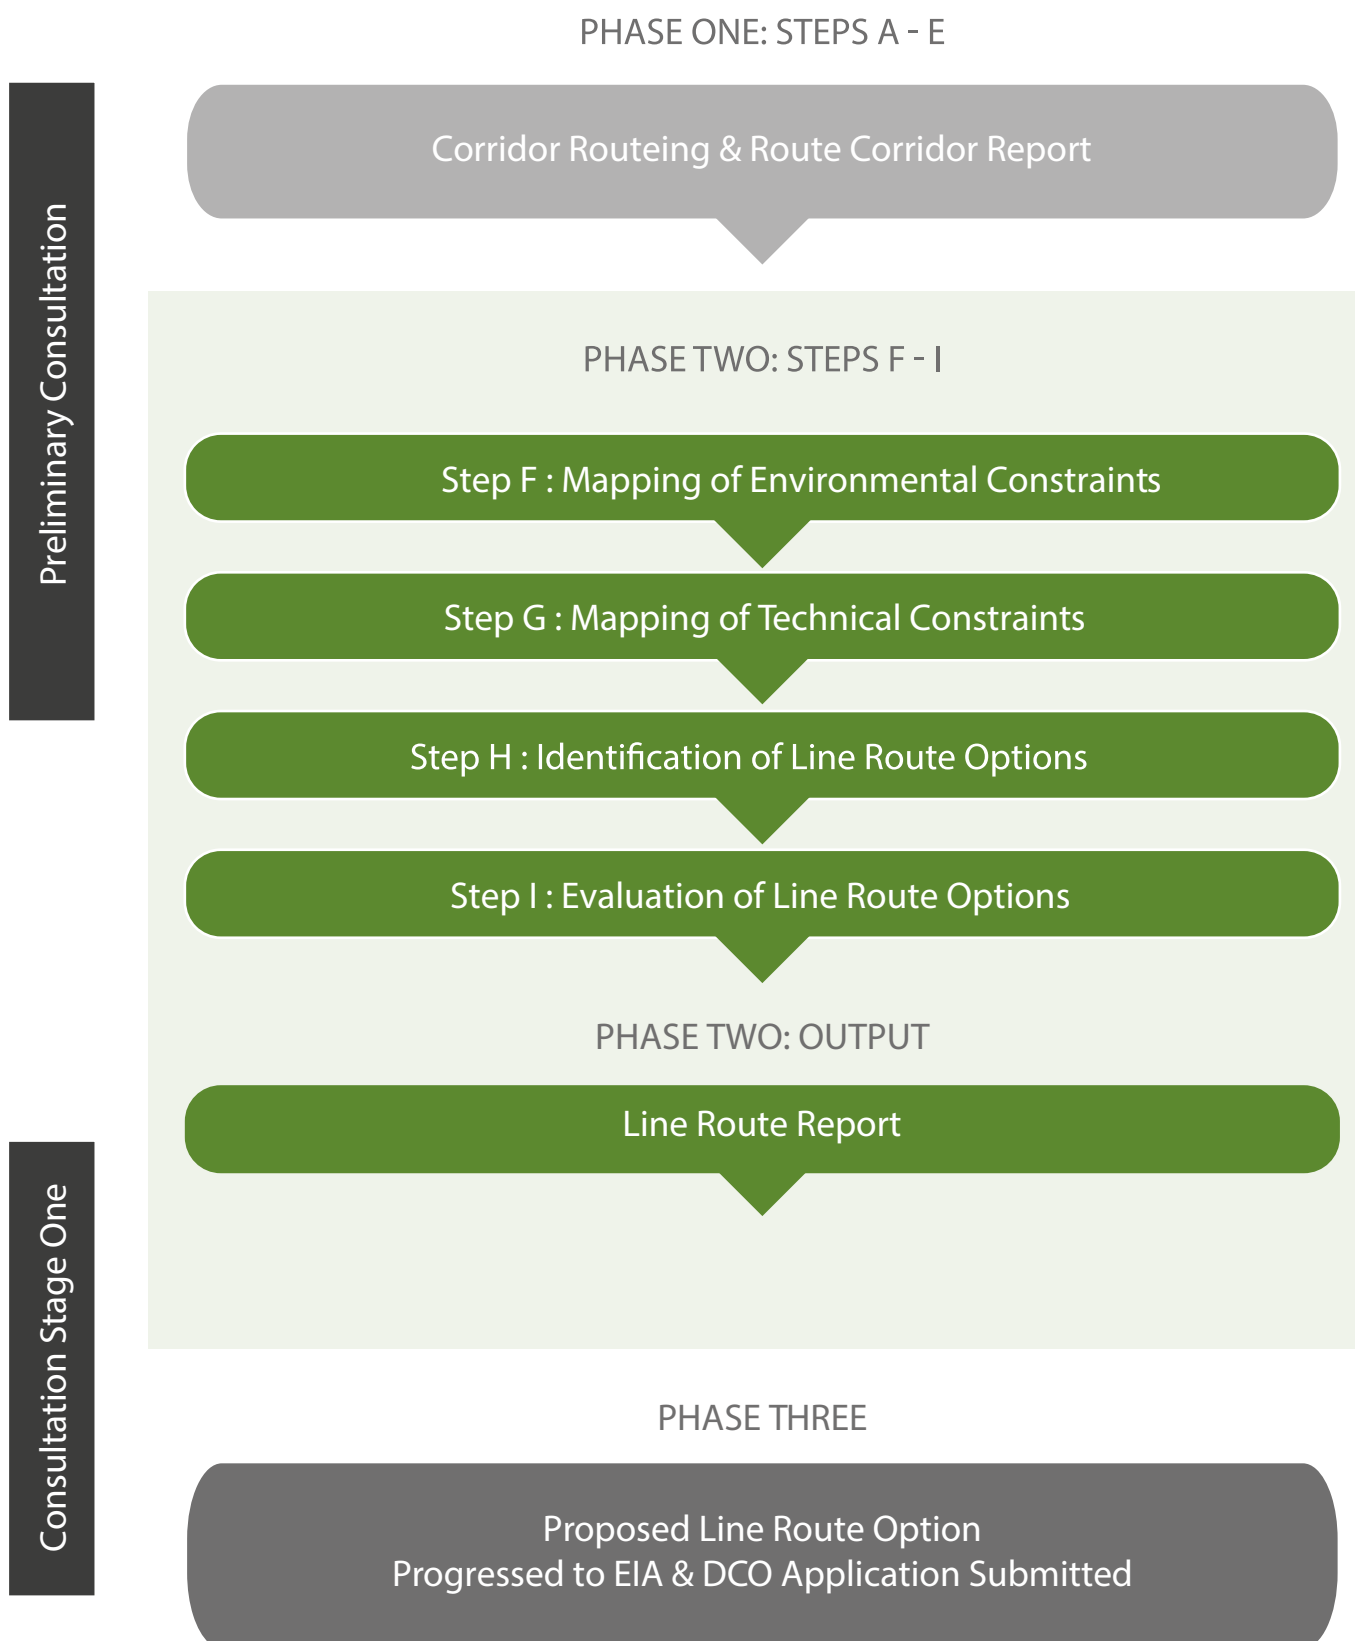 PHASE ONE: STEPS A - E
Corridor Routeing & Route Corridor Report
Preliminary Consultation
PHASE TWO: STEPS F - I
Step F : Mapping of Environmental Constraints
Step G : Mapping of Technical Constraints
Step H : Identification of Line Route Options
Step I : Evaluation of Line Route Options
PHASE TWO: OUTPUT
Line Route Report
Consultation Stage One
PHASE THREE
Proposed Line Route Option
Progressed to EIA & DCO Application Submitted